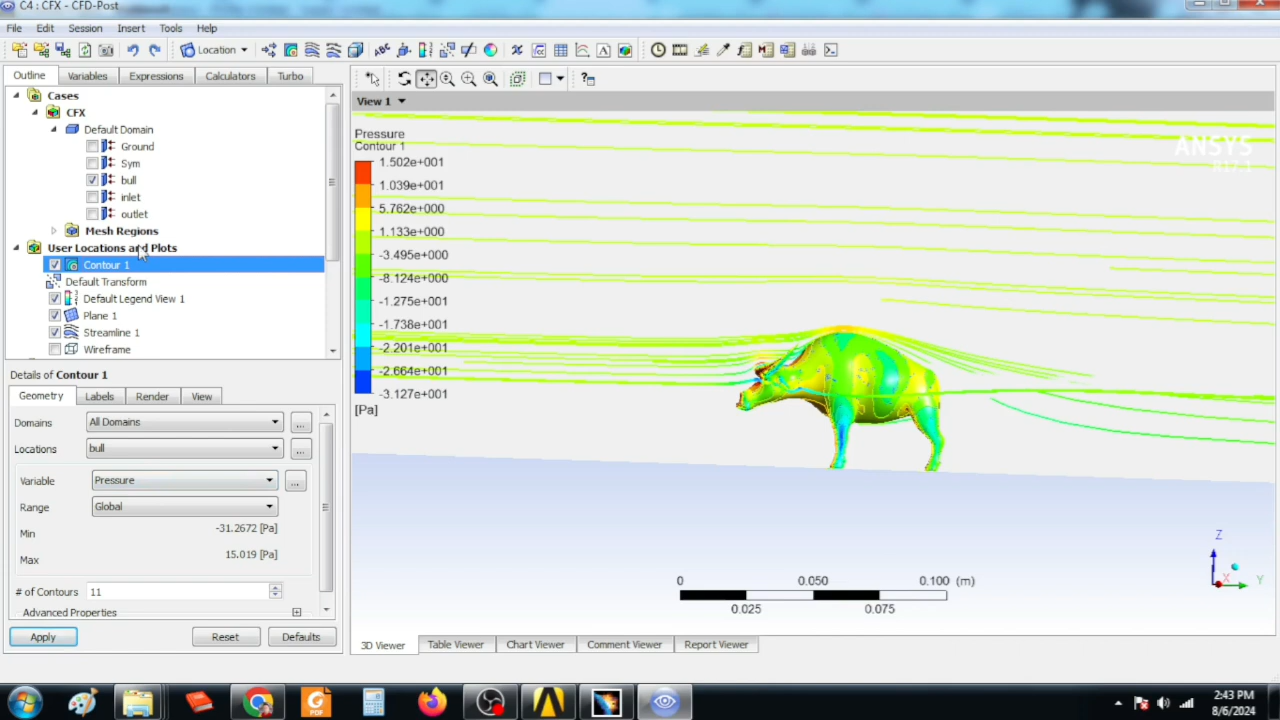 C4 : CFX - CFD-Post
File Edit Session Insert Tools Help
Location
Outline Variables Expressions Calculators Turbo
Cases
CFX
Default Domain
Ground
Sym
bull
inlet
outlet
Mesh Regions
User Locations and Plots
Contour 1
Default Transform
Default Legend View 1
Plane 1
Streamline 1
Wireframe
Details of Contour 1
Geometry Labels Render View
Domains All Domains ...
Locations bull ...
Variable Pressure ...
Range Global
Min -31.2672 [Pa]
Max 15.019 [Pa]
# of Contours 11
Advanced Properties
Apply Reset Defaults
View 1
Pressure
Contour 1
1.502e+001
1.039e+001
5.762e+000
1.133e+000
-3.495e+000
-8.124e+000
-1.275e+001
-1.738e+001
-2.201e+001
-2.664e+001
-3.127e+001
[Pa]
ANSYS
R17.1
0 0.050 0.100 (m)
0.025 0.075
Z
X
Y
3D Viewer Table Viewer Chart Viewer Comment Viewer Report Viewer
PDF
2:43 PM
8/6/2024